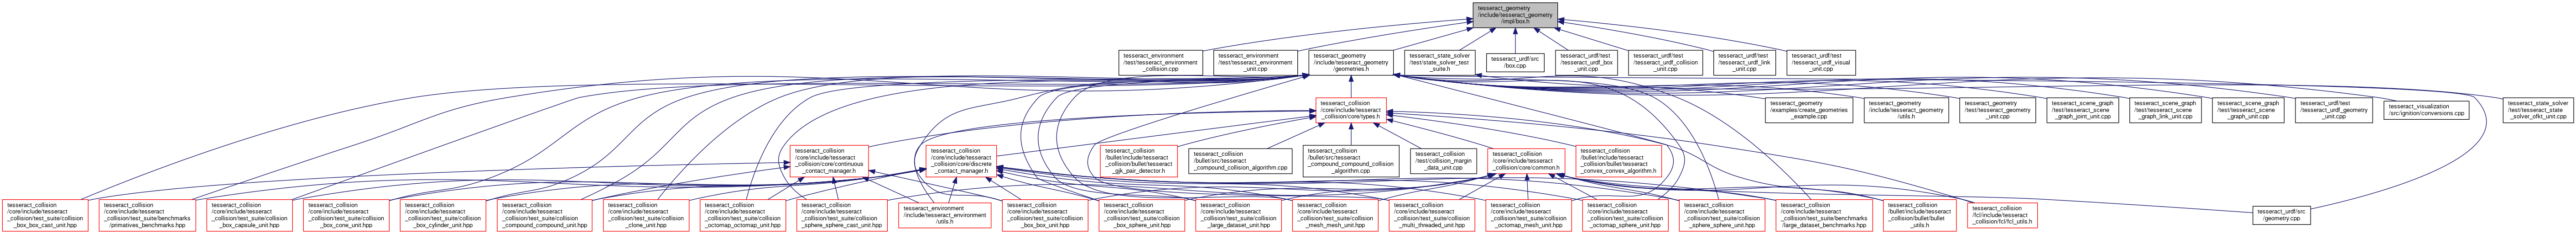 tesseract_geometry
/include/tesseract_geometry
/impl/box.h
tesseract_environment
/test/tesseract_environment
_collision.cpp
tesseract_environment
/test/tesseract_environment
_unit.cpp
tesseract_geometry
/include/tesseract_geometry
/geometries.h
tesseract_state_solver
/test/state_solver_test
_suite.h
tesseract_urdf/src
/box.cpp
tesseract_urdf/test
/tesseract_urdf_box
_unit.cpp
tesseract_urdf/test
/tesseract_urdf_collision
_unit.cpp
tesseract_urdf/test
/tesseract_urdf_link
_unit.cpp
tesseract_urdf/test
/tesseract_urdf_visual
_unit.cpp
tesseract_collision
/core/include/tesseract
_collision/core/types.h
tesseract_geometry
/examples/create_geometries
_example.cpp
tesseract_geometry
/include/tesseract_geometry
/utils.h
tesseract_geometry
/test/tesseract_geometry
_unit.cpp
tesseract_scene_graph
/test/tesseract_scene
_graph_joint_unit.cpp
tesseract_scene_graph
/test/tesseract_scene
_graph_link_unit.cpp
tesseract_scene_graph
/test/tesseract_scene
_graph_unit.cpp
tesseract_urdf/test
/tesseract_urdf_geometry
_unit.cpp
tesseract_visualization
/src/ignition/conversions.cpp
tesseract_state_solver
/test/tesseract_state
_solver_ofkt_unit.cpp
tesseract_collision
/core/include/tesseract
_collision/core/continuous
_contact_manager.h
tesseract_collision
/core/include/tesseract
_collision/core/discrete
_contact_manager.h
tesseract_collision
/bullet/include/tesseract
_collision/bullet/tesseract
_gjk_pair_detector.h
tesseract_collision
/bullet/src/tesseract
_compound_collision_algorithm.cpp
tesseract_collision
/bullet/src/tesseract
_compound_compound_collision
_algorithm.cpp
tesseract_collision
/test/collision_margin
_data_unit.cpp
tesseract_collision
/core/include/tesseract
_collision/core/common.h
tesseract_collision
/bullet/include/tesseract
_collision/bullet/tesseract
_convex_convex_algorithm.h
tesseract_collision
/core/include/tesseract
_collision/test_suite/collision
_box_box_cast_unit.hpp
tesseract_collision
/core/include/tesseract
_collision/test_suite/benchmarks
/primatives_benchmarks.hpp
tesseract_collision
/core/include/tesseract
_collision/test_suite/collision
_box_capsule_unit.hpp
tesseract_collision
/core/include/tesseract
_collision/test_suite/collision
_box_cone_unit.hpp
tesseract_collision
/core/include/tesseract
_collision/test_suite/collision
_box_cylinder_unit.hpp
tesseract_collision
/core/include/tesseract
_collision/test_suite/collision
_compound_compound_unit.hpp
tesseract_collision
/core/include/tesseract
_collision/test_suite/collision
_clone_unit.hpp
tesseract_collision
/core/include/tesseract
_collision/test_suite/collision
_octomap_octomap_unit.hpp
tesseract_collision
/core/include/tesseract
_collision/test_suite/collision
_sphere_sphere_cast_unit.hpp
tesseract_environment
/include/tesseract_environment
/utils.h
tesseract_collision
/core/include/tesseract
_collision/test_suite/collision
_box_box_unit.hpp
tesseract_collision
/core/include/tesseract
_collision/test_suite/collision
_box_sphere_unit.hpp
tesseract_collision
/core/include/tesseract
_collision/test_suite/collision
_large_dataset_unit.hpp
tesseract_collision
/core/include/tesseract
_collision/test_suite/collision
_mesh_mesh_unit.hpp
tesseract_collision
/core/include/tesseract
_collision/test_suite/collision
_multi_threaded_unit.hpp
tesseract_collision
/core/include/tesseract
_collision/test_suite/collision
_octomap_mesh_unit.hpp
tesseract_collision
/core/include/tesseract
_collision/test_suite/collision
_octomap_sphere_unit.hpp
tesseract_collision
/core/include/tesseract
_collision/test_suite/collision
_sphere_sphere_unit.hpp
tesseract_collision
/core/include/tesseract
_collision/test_suite/benchmarks
/large_dataset_benchmarks.hpp
tesseract_collision
/bullet/include/tesseract
_collision/bullet/bullet
_utils.h
tesseract_collision
/fcl/include/tesseract
_collision/fcl/fcl_utils.h
tesseract_urdf/src
/geometry.cpp